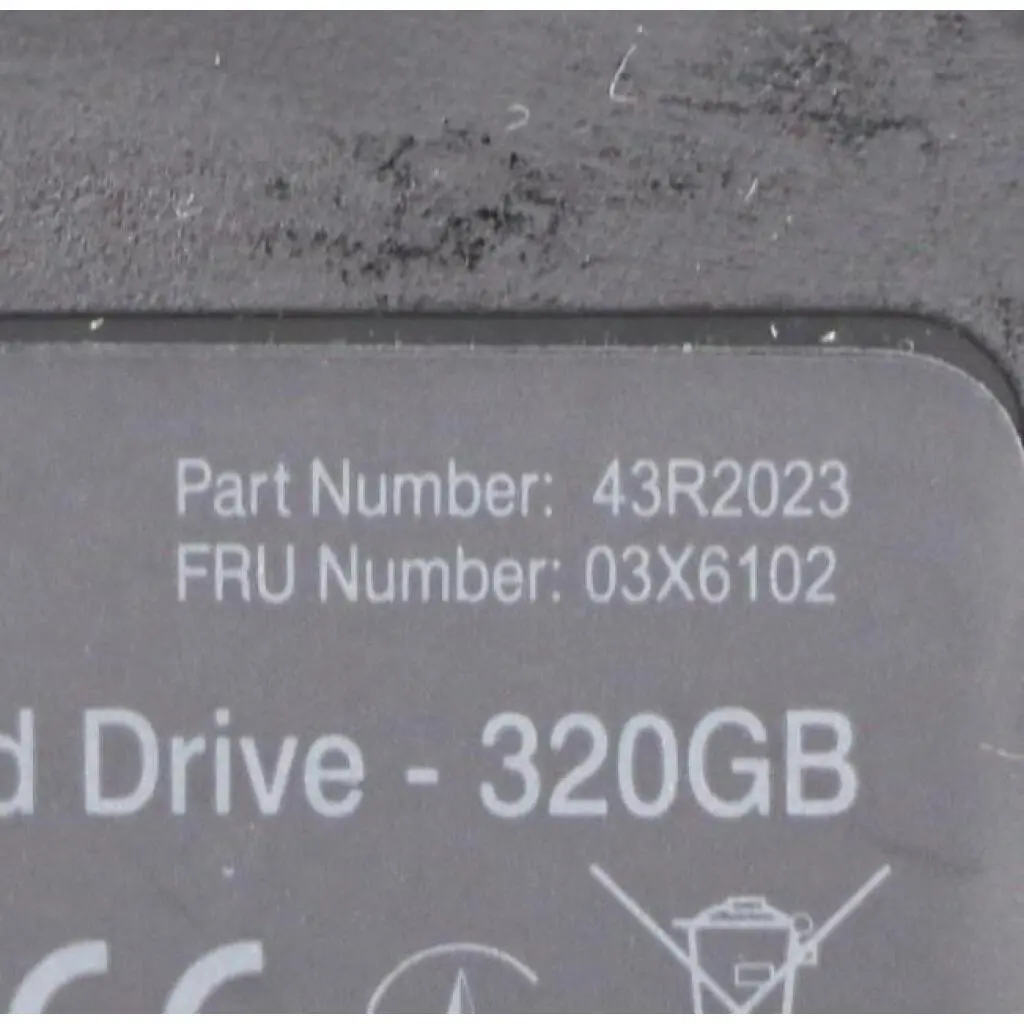 Part Number: 43R2023
FRU Number: 03X6102
d Drive - 320GB